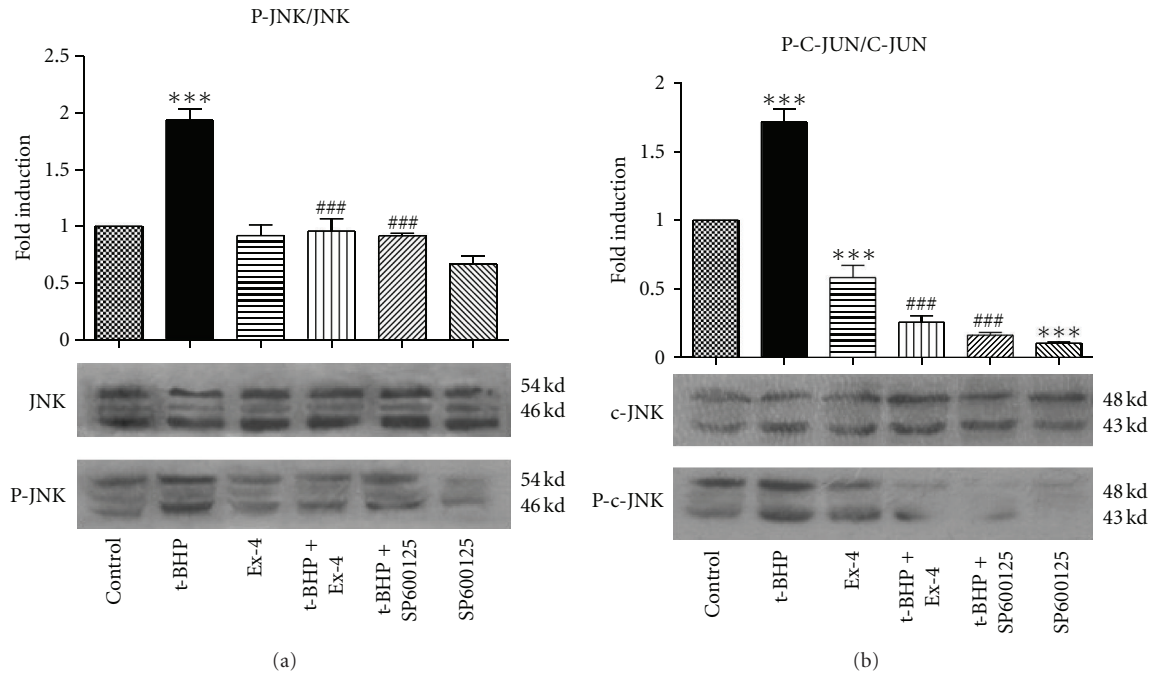 P-JNK/JNK
Fold induction
2.5
2
1.5
1
0.5
0
***
###
###
JNK
54 kd
46 kd
P-JNK
54 kd
46 kd
Control
t-BHP
Ex-4
t-BHP +
Ex-4
t-BHP +
SP600125
SP600125
(a)
P-C-JUN/C-JUN
Fold induction
2
1.5
1
0.5
0
***
***
###
###
***
c-JNK
48 kd
43 kd
P-c-JNK
48 kd
43 kd
Control
t-BHP
Ex-4
t-BHP +
Ex-4
t-BHP +
SP600125
SP600125
(b)